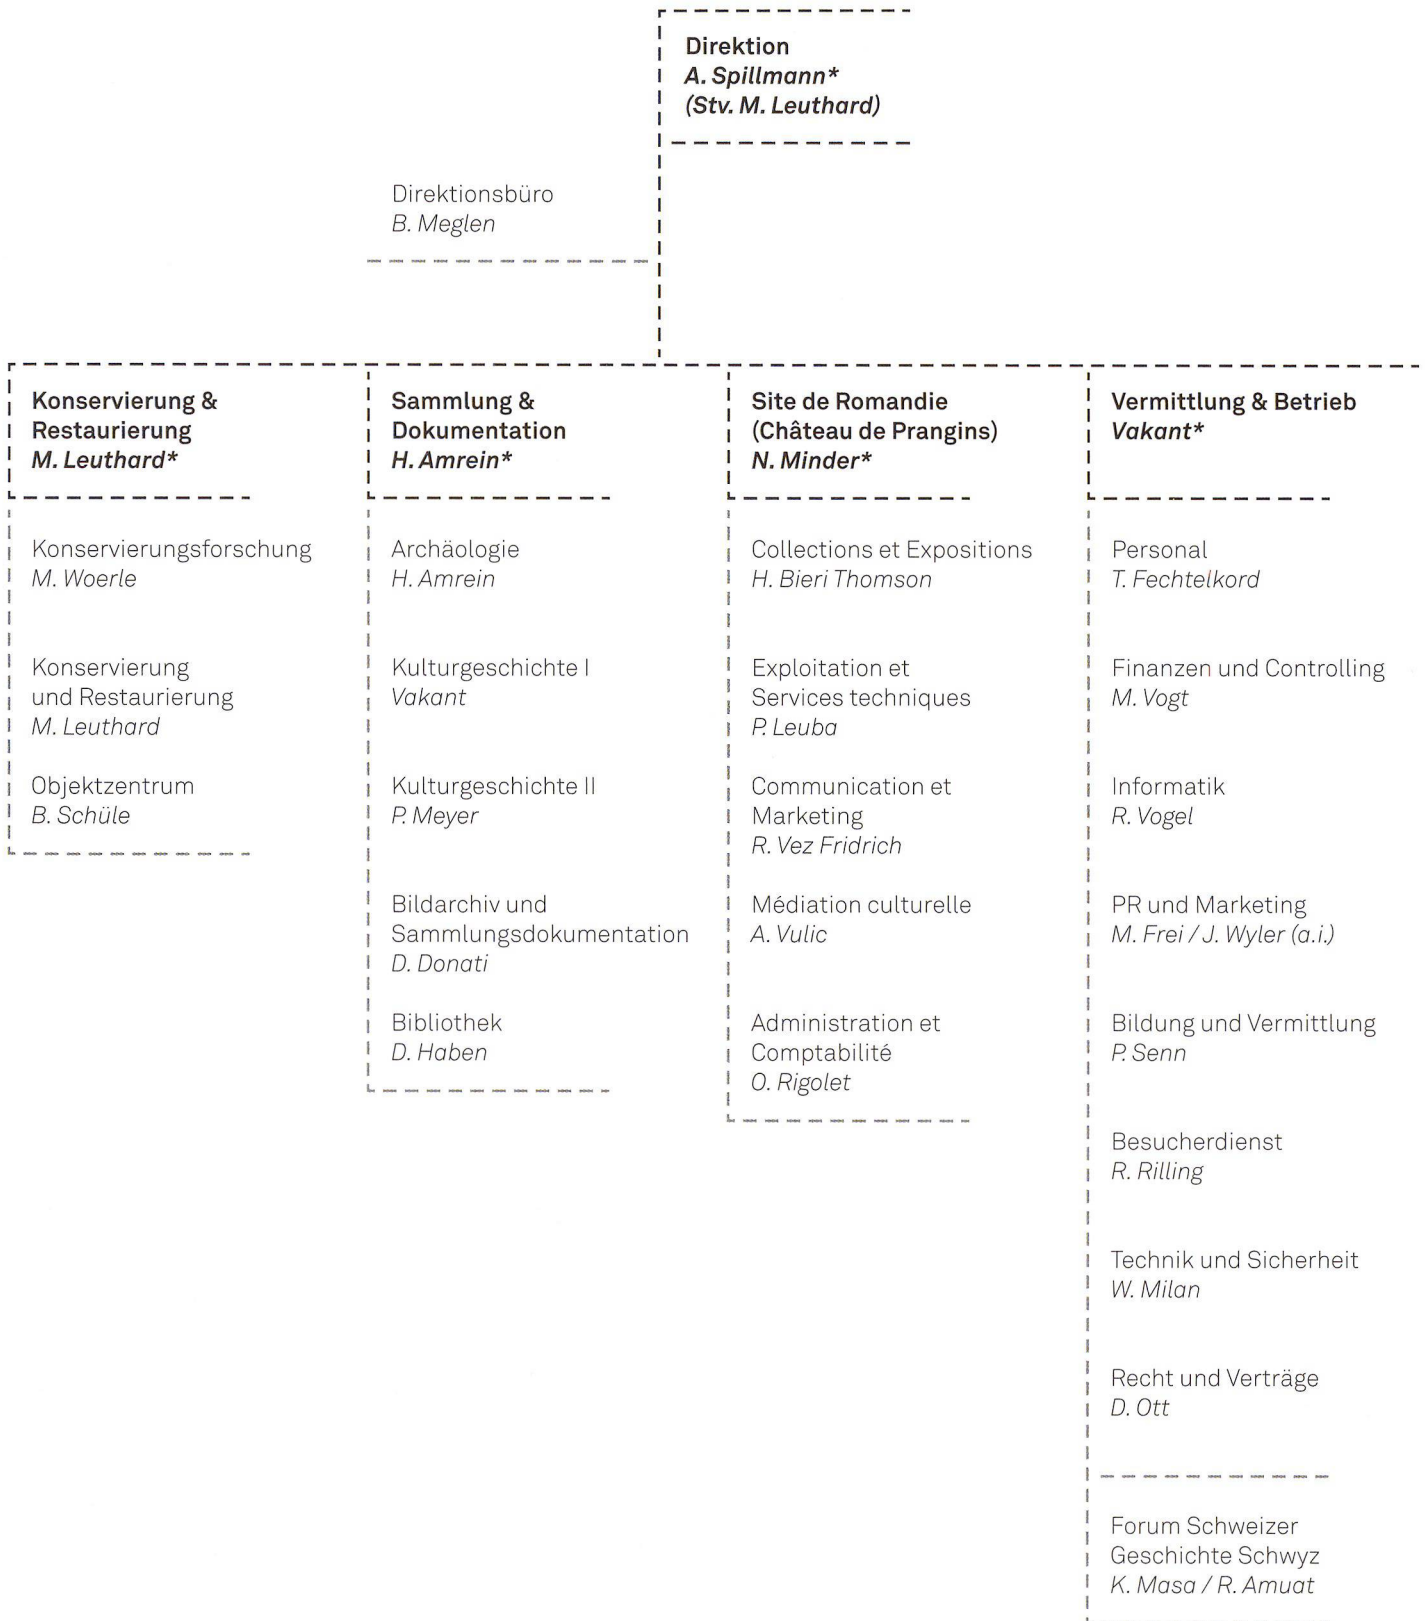 Direktion
A. Spillmann*
(Stv. M. Leuthard)
Direktionsbüro
B. Meglen
Konservierung &
Restaurierung
M. Leuthard*
Konservierungsforschung
M. Woerle
Konservierung
und Restaurierung
M. Leuthard
Objektzentrum
B. Schüle
Sammlung &
Dokumentation
H. Amrein*
Archäologie
H. Amrein
Kulturgeschichte I
Vakant
Kulturgeschichte II
P. Meyer
Bildarchiv und
Sammlungsdokumentation
D. Donati
Bibliothek
D. Haben
Site de Romandie
(Château de Prangins)
N. Minder*
Collections et Expositions
H. Bieri Thomson
Exploitation et
Services techniques
P. Leuba
Communication et
Marketing
R. Vez Fridrich
Médiation culturelle
A. Vulic
Administration et
Comptabilité
O. Rigolet
Vermittlung & Betrieb
Vakant*
Personal
T. Fechtelkord
Finanzen und Controlling
M. Vogt
Informatik
R. Vogel
PR und Marketing
M. Frei / J. Wyler (a.i.)
Bildung und Vermittlung
P. Senn
Besucherdienst
R. Rilling
Technik und Sicherheit
W. Milan
Recht und Verträge
D. Ott
Forum Schweizer
Geschichte Schwyz
K. Masa / R. Amuat